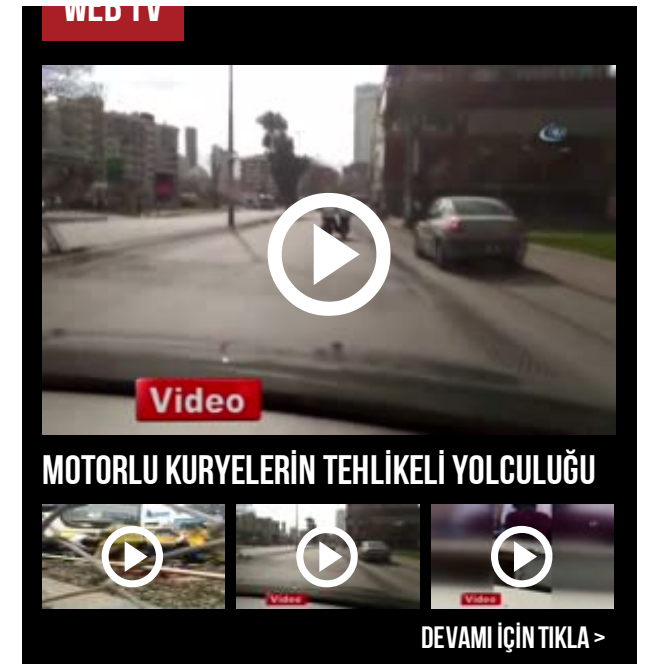 WEB TV
Video
MOTORLU KURYELERİN TEHLİKELİ YOLCULUĞU
Video
Video
DEVAMI İÇİN TIKLA >